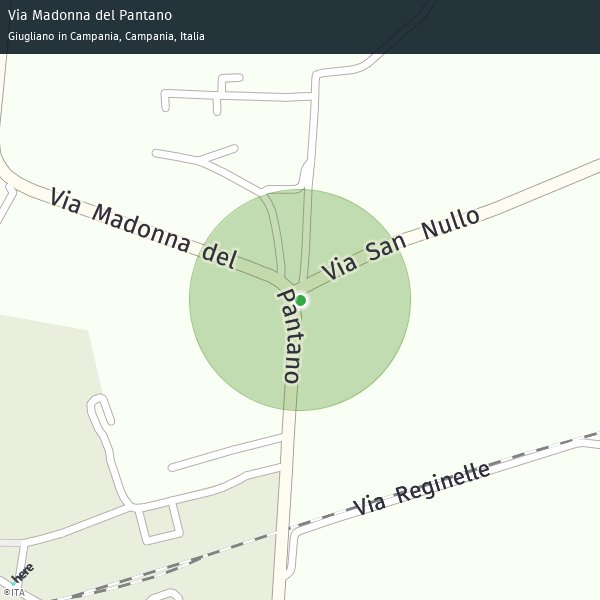 Via Madonna del Pantano
Giugliano in Campania, Campania, Italia
Via Madonna del
Via San Nullo
Pantano
Via Reginelle
here
©ITA